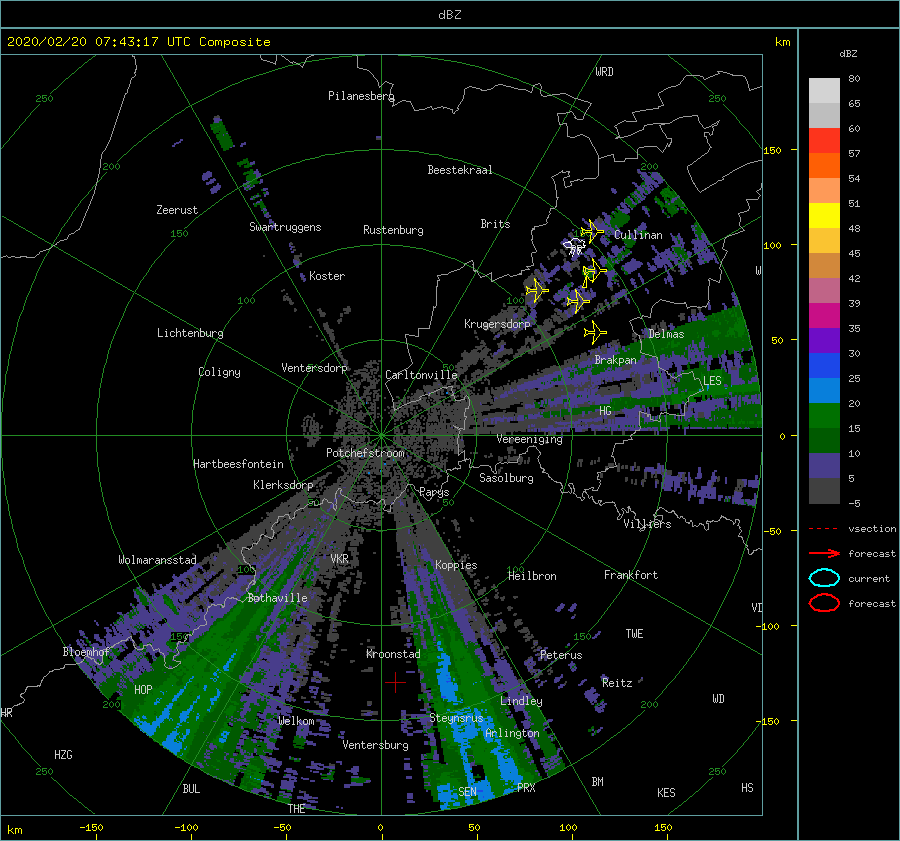 dBZ
2020/02/20 07:43:17 UTC Composite
km
dBZ
250
WRD
250
Pilanesberg
80
65
60
57
54
51
48
45
42
39
35
30
25
20
15
10
5
-5
150
200
Beestekraal
200
Zeerust
150
Swartruggens
Rustenburg
Brits
Cullinan
100
Koster
W
100
100
Krugersdorp
Lichtenburg
Delmas
50
Coligny
Ventersdorp
Carltonville
Brakpan
LES
HG
Vereeniging
0
Potchefstroom
Hartbeesfontein
Klerksdorp
Parys
Sasolburg
50
50
Villiers
-50
vsection
forecast
current
forecast
Wolmaransstad
VKR
Koppies
100
100
Heilbron
Frankfort
Bothaville
VI
-100
150
150
TWE
Bloemhof
Kroonstad
Peterus
HOP
Reitz
200
Lindley
200
WD
HR
Welkom
Steynsrus
-150
Arlington
HZG
Ventersburg
250
250
BUL
SEN
PRX
BM
KES
HS
THE
km
-150
-100
-50
0
50
100
150